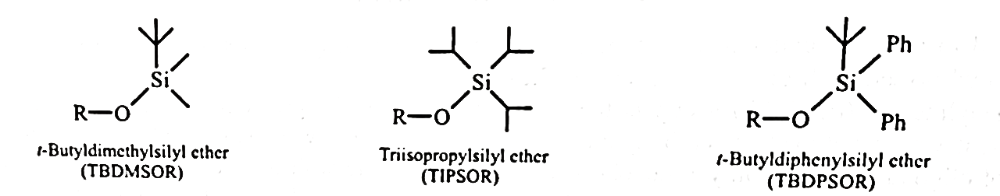 Si
R—O
t-Butyldimethylsilyl ether
(TBDMSOR)
Si
R—O
Triisopropylsilyl ether
(TIPSOR)
Ph
Si
R—O
Ph
t-Butyldiphenylsilyl ether
(TBDPSOR)